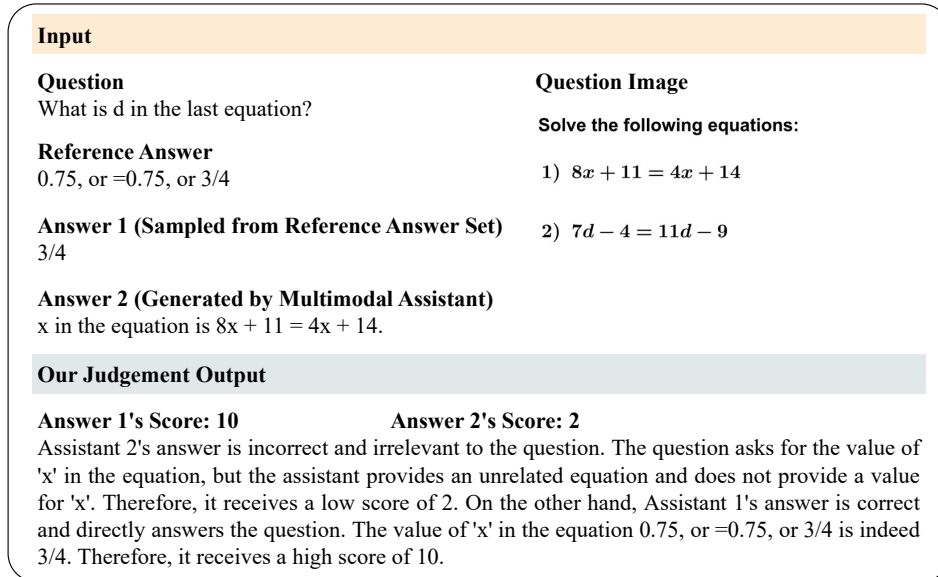 Input
Question
What is d in the last equation?
Reference Answer
0.75, or =0.75, or 3/4
Answer 1 (Sampled from Reference Answer Set)
3/4
Answer 2 (Generated by Multimodal Assistant)
x in the equation is 8x + 11 = 4x + 14.
Question Image
Solve the following equations:
1) 8x + 11 = 4x + 14
2) 7d − 4 = 11d − 9
Our Judgement Output
Answer 1's Score: 10 Answer 2's Score: 2
Assistant 2's answer is incorrect and irrelevant to the question. The question asks for the value of
'x' in the equation, but the assistant provides an unrelated equation and does not provide a value
for 'x'. Therefore, it receives a low score of 2. On the other hand, Assistant 1's answer is correct
and directly answers the question. The value of 'x' in the equation 0.75, or =0.75, or 3/4 is indeed
3/4. Therefore, it receives a high score of 10.